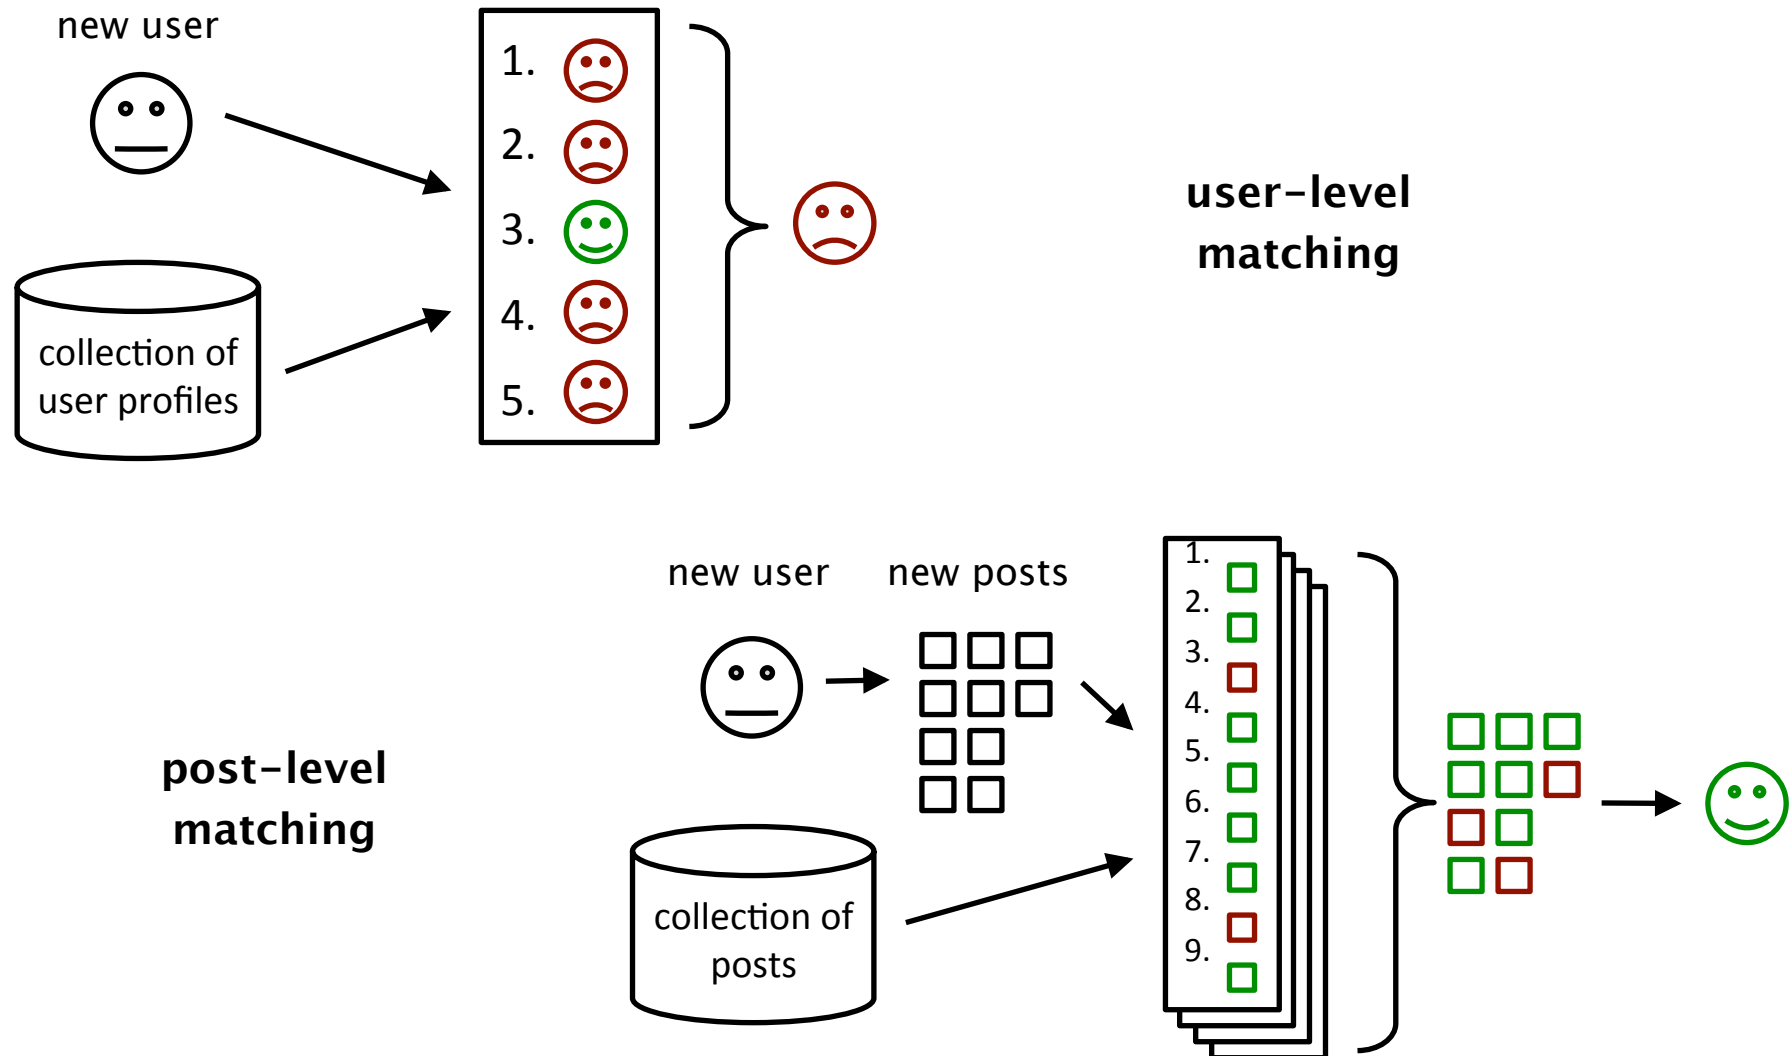 new user
1.
2.
3.
4.
5.
collection of
user profiles
user-level
matching
new user
new posts
1.
2.
3.
4.
5.
6.
7.
8.
9.
post-level
matching
collection of
posts